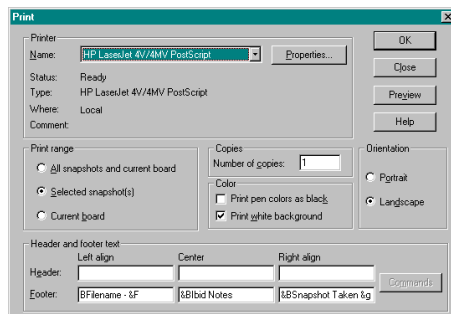 Print
Printer
Name: HP LaserJet 4V/4MV PostScript Properties... OK
Status: Ready Close
Type: HP LaserJet 4V/4MV PostScript Preview
Where: Local
Comment: Help
Print range Copies Orientation
All snapshots and current board Number of copies: 1 Portrait
Selected snapshot(s) Color Landscape
Print pen colors as black
Current board Print white background
Header and footer text
Left align Center Right align
Header: Commands
Footer: BFilename - &F &BIbid Notes &BSnapshot Taken &g